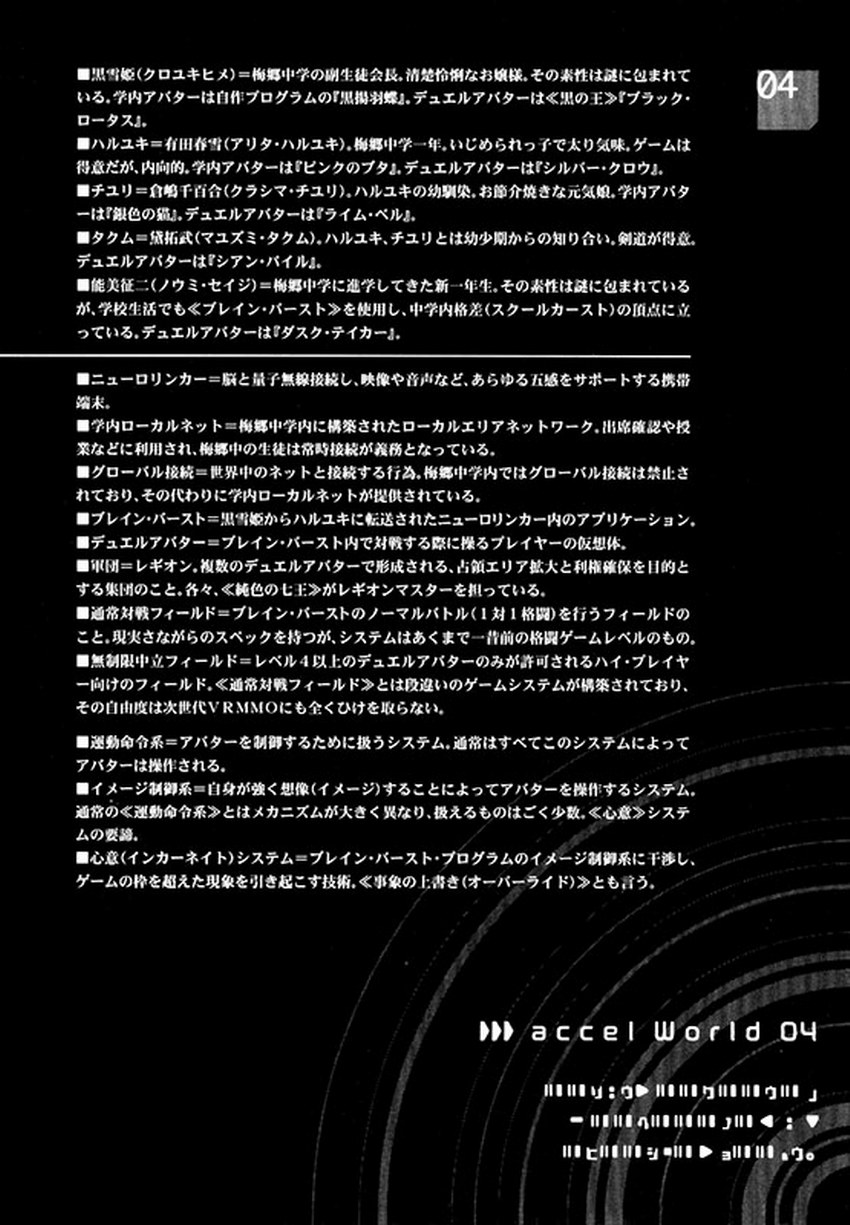 04
■黒雪姫(クロユキヒメ)＝梅郷中学の副生徒会長。清楚怜悧なお嬢様。その素性は謎に包まれて
いる。学内アバターは自作プログラムの『黒揚羽蝶』。デュエルアバターは≪黒の王≫『ブラック・
ロータス』。
■ハルユキ＝有田春雪(アリタ・ハルユキ)。梅郷中学一年。いじめられっ子で太り気味。ゲームは
得意だが、内向的。学内アバターは『ピンクのブタ』。デュエルアバターは『シルバー・クロウ』。
■チユリ＝倉嶋千百合(クラシマ・チユリ)。ハルユキの幼馴染。お節介焼きな元気娘。学内アバタ
ーは『銀色の猫』。デュエルアバターは『ライム・ベル』。
■タクム＝黛拓武(マユズミ・タクム)。ハルユキ、チユリとは幼少期からの知り合い。剣道が得意。
デュエルアバターは『シアン・パイル』。
■能美征二(ノウミ・セイジ)＝梅郷中学に進学してきた新一年生。その素性は謎に包まれている
が、学校生活でも≪ブレイン・バースト≫を使用し、中学内格差(スクールカースト)の頂点に立
っている。デュエルアバターは『ダスク・テイカー』。
■ニューロリンカー＝脳と量子無線接続し、映像や音声など、あらゆる五感をサポートする携帯
端末。
■学内ローカルネット＝梅郷中学内に構築されたローカルエリアネットワーク。出席確認や授
業などに利用され、梅郷中の生徒は常時接続が義務となっている。
■グローバル接続＝世界中のネットと接続する行為。梅郷中学内ではグローバル接続は禁止さ
れており、その代わりに学内ローカルネットが提供されている。
■ブレイン・バースト＝黒雪姫からハルユキに転送されたニューロリンカー内のアプリケーション。
■デュエルアバター＝ブレイン・バースト内で対戦する際に操るプレイヤーの仮想体。
■軍団＝レギオン。複数のデュエルアバターで形成される、占領エリア拡大と利権確保を目的と
する集団のこと。各々、≪純色の七王≫がレギオンマスターを担っている。
■通常対戦フィールド＝ブレイン・バーストのノーマルバトル(１対１格闘)を行うフィールドの
こと。現実さながらのスペックを持つが、システムはあくまで一昔前の格闘ゲームレベルのもの。
■無制限中立フィールド＝レベル４以上のデュエルアバターのみが許可されるハイ・プレイヤ
ー向けのフィールド。≪通常対戦フィールド≫とは段違いのゲームシステムが構築されており、
その自由度は次世代ＶＲＭＭＯにも全くひけを取らない。
■運動命令系＝アバターを制御するために扱うシステム。通常はすべてこのシステムによって
アバターは操作される。
■イメージ制御系＝自身が強く想像(イメージ)することによってアバターを操作するシステム。
通常の≪運動命令系≫とはメカニズムが大きく異なり、扱えるものはごく少数。≪心意≫システ
ムの要諦。
■心意(インカーネイト)システム＝ブレイン・バースト・プログラムのイメージ制御系に干渉し、
ゲームの枠を超えた現象を引き起こす技術。≪事象の上書き(オーバーライド)≫とも言う。
accel World 04